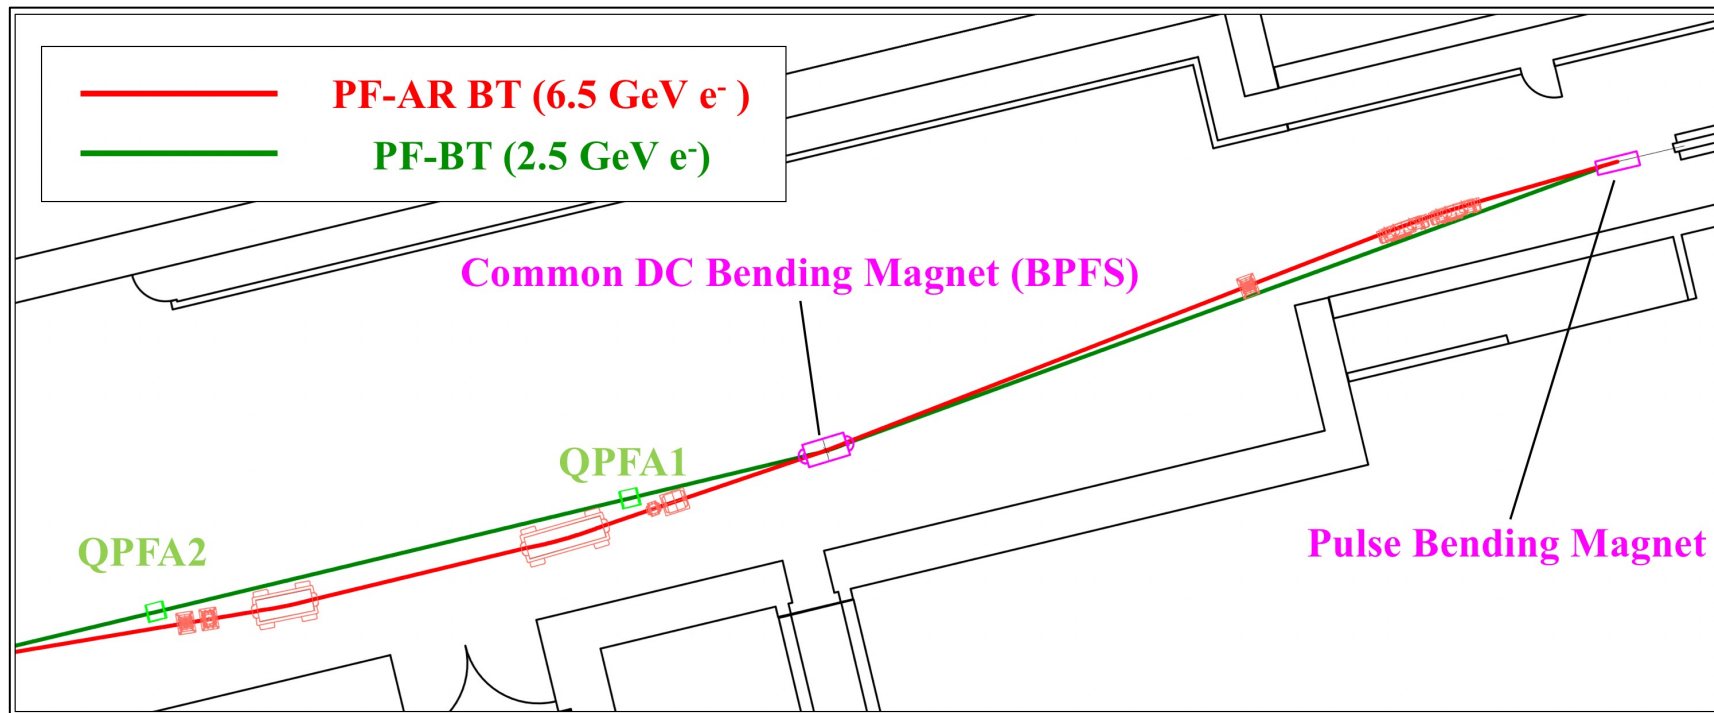 PF-AR BT (6.5 GeV e⁻ )
PF-BT (2.5 GeV e⁻)
Common DC Bending Magnet (BPFS)
QPFA1
QPFA2
Pulse Bending Magnet